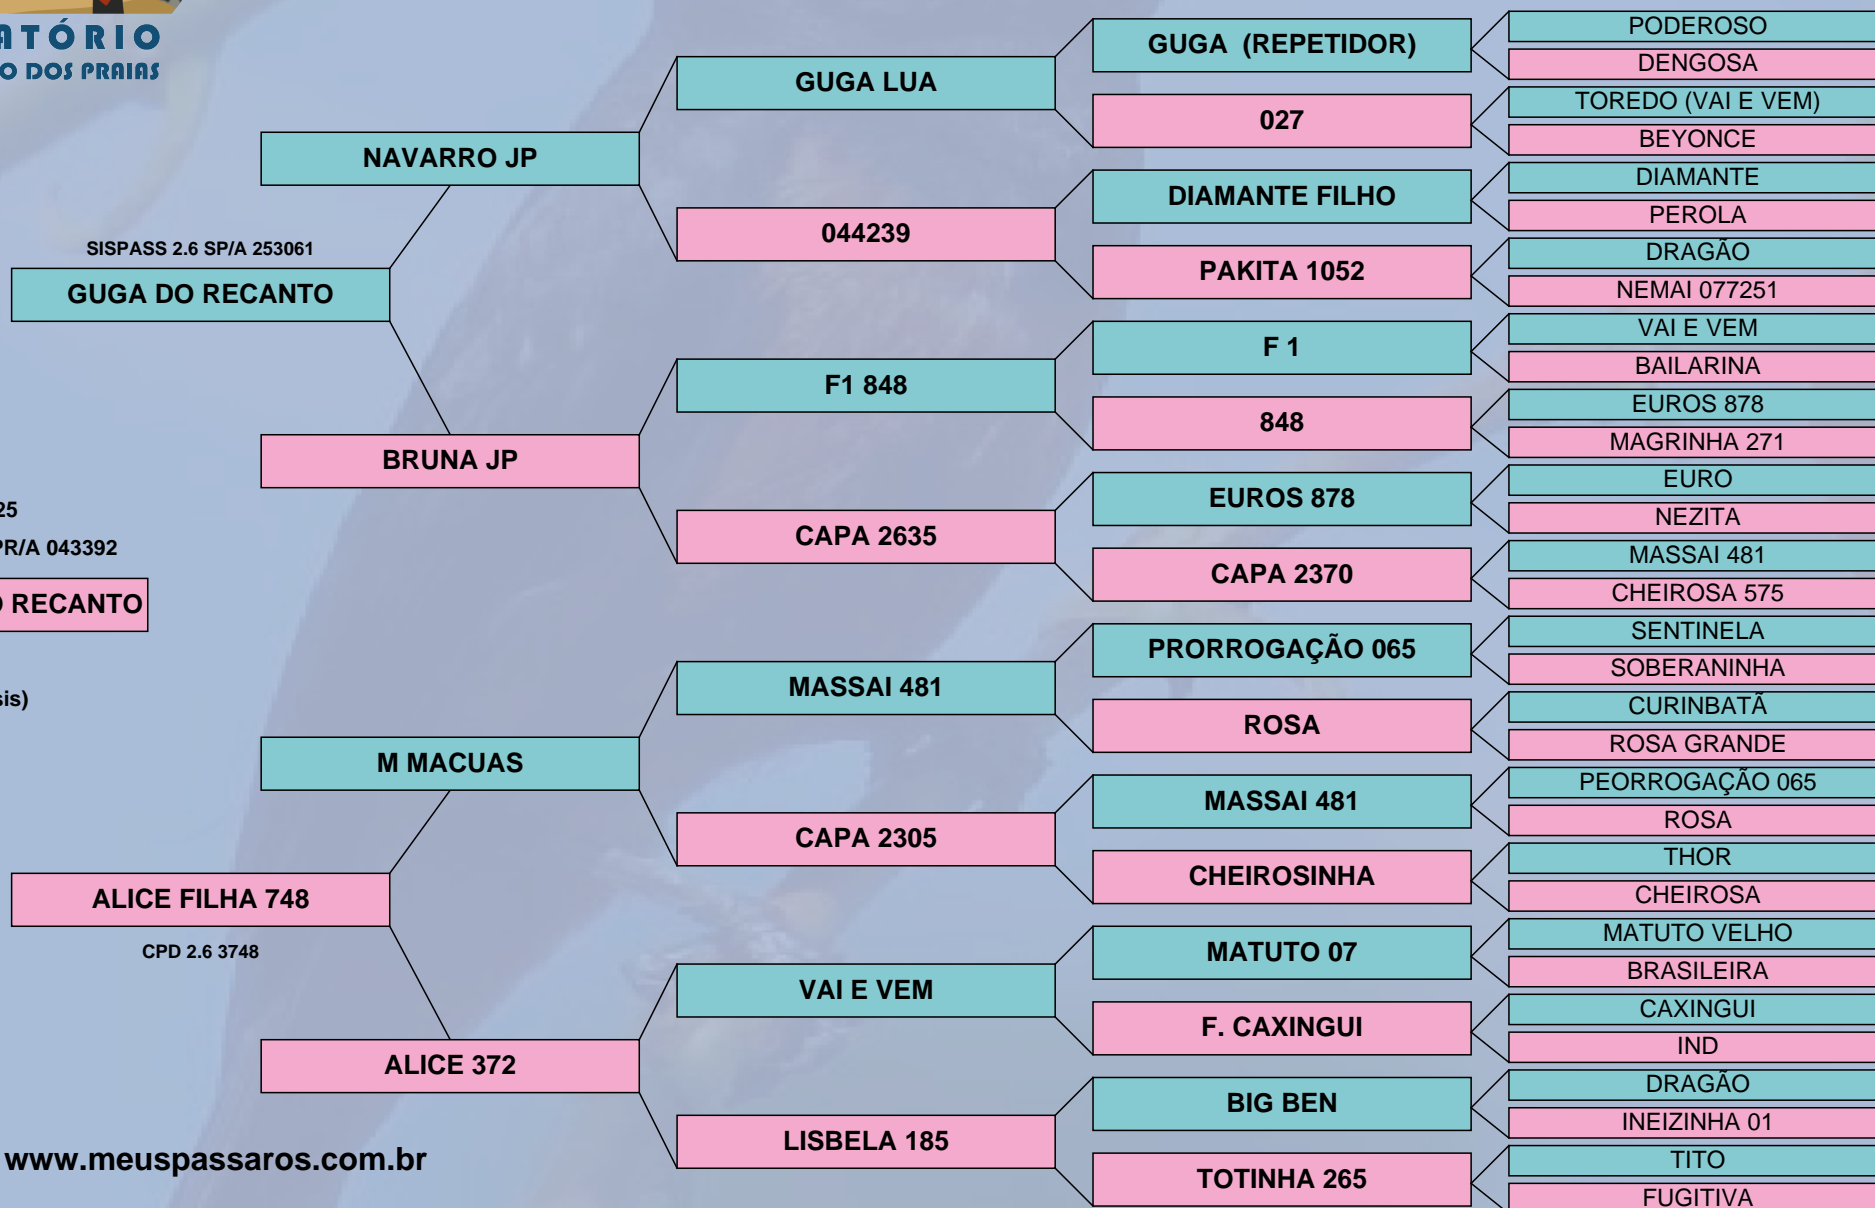 ATÓRIO
O DOS PRAIAS
SISPASS 2.6 SP/A 253061
GUGA DO RECANTO
25
PR/A 043392
O RECANTO
sis)
ALICE FILHA 748
CPD 2.6 3748
www.meuspassaros.com.br
NAVARRO JP
BRUNA JP
M MACUAS
ALICE 372
GUGA LUA
044239
F1 848
CAPA 2635
MASSAI 481
CAPA 2305
VAI E VEM
LISBELA 185
GUGA (REPETIDOR)
027
DIAMANTE FILHO
PAKITA 1052
F 1
848
EUROS 878
CAPA 2370
PRORROGAÇÃO 065
ROSA
MASSAI 481
CHEIROSINHA
MATUTO 07
F. CAXINGUI
BIG BEN
TOTINHA 265
PODEROSO
DENGOSA
TOREDO (VAI E VEM)
BEYONCE
DIAMANTE
PEROLA
DRAGÃO
NEMAI 077251
VAI E VEM
BAILARINA
EUROS 878
MAGRINHA 271
EURO
NEZITA
MASSAI 481
CHEIROSA 575
SENTINELA
SOBERANINHA
CURINBATÃ
ROSA GRANDE
PEORROGAÇÃO 065
ROSA
THOR
CHEIROSA
MATUTO VELHO
BRASILEIRA
CAXINGUI
IND
DRAGÃO
INEIZINHA 01
TITO
FUGITIVA